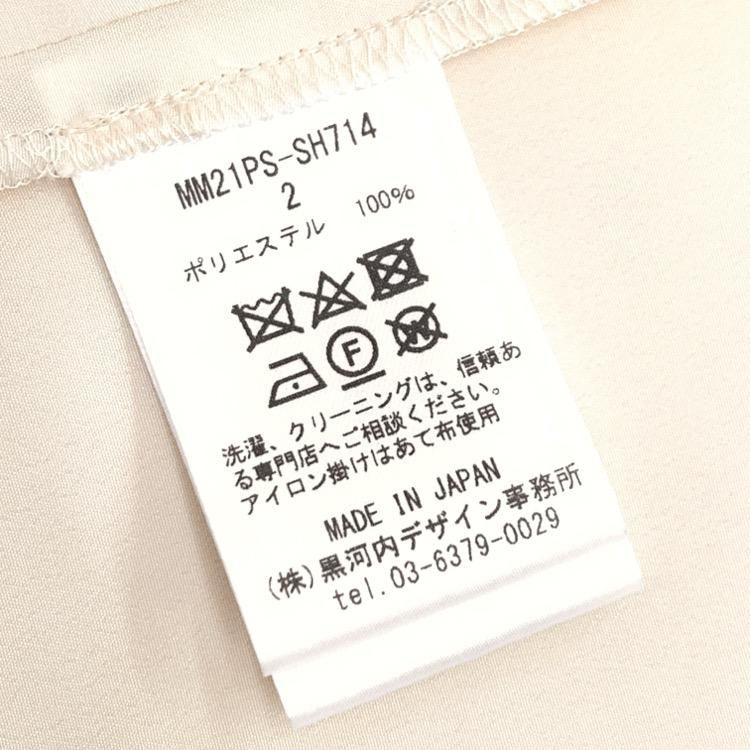 MM21PS-SH714
2
ポリエステル 100%
F
W
洗濯、クリーニングは、信頼あ
る専門店へご相談ください。
アイロン掛けはあて布使用
MADE IN JAPAN
(株)黒河内デザイン事務所
tel.03-6379-0029